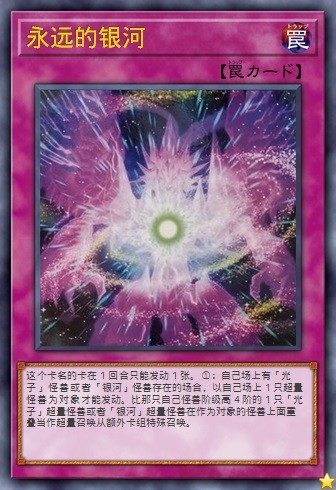 永远的银河
トラップ
罠
【罠カード】
这个卡名的卡在1回合只能发动1张。①：自己场上有「光
子」怪兽或者「银河」怪兽存在的场合，以自己场上1只超量
怪兽为对象才能发动。比那只自己怪兽阶级高4阶的1只「光
子」超量怪兽或者「银河」超量怪兽在作为对象的怪兽上面重
叠当作超量召唤从额外卡组特殊召唤。